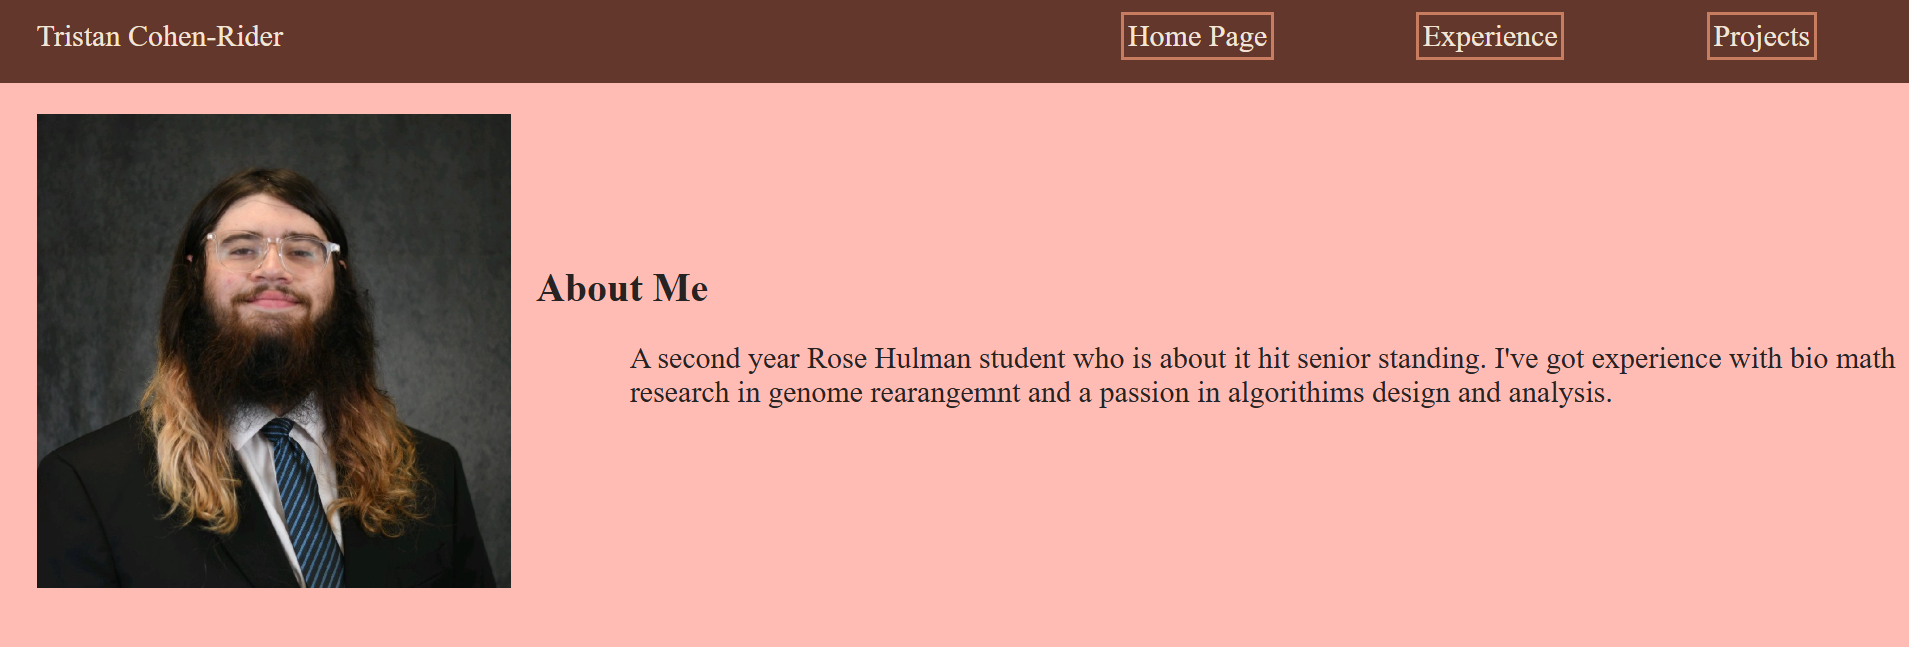 Tristan Cohen-Rider
Home Page
Experience
Projects
About Me
A second year Rose Hulman student who is about it hit senior standing. I've got experience with bio math
research in genome rearangemnt and a passion in algorithims design and analysis.